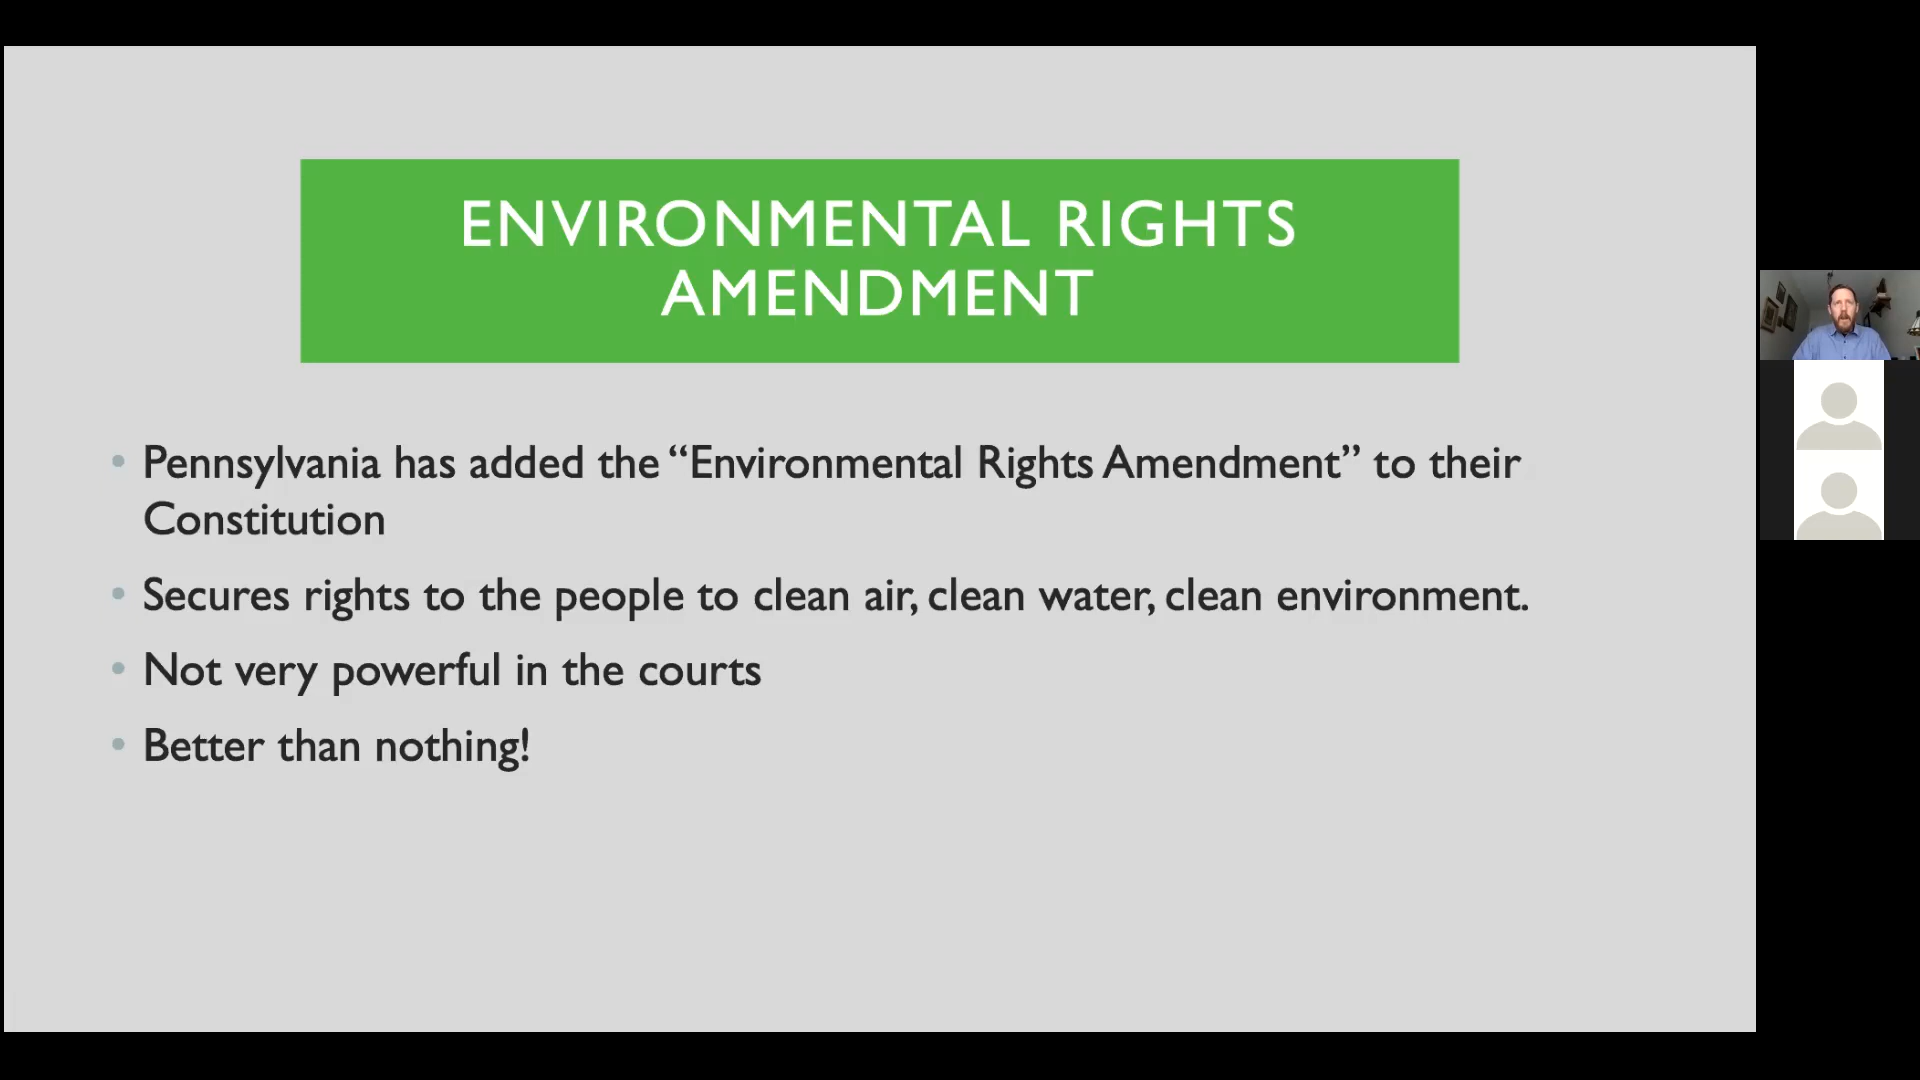 ENVIRONMENTAL RIGHTS
AMENDMENT
• Pennsylvania has added the “Environmental Rights Amendment” to their
Constitution
• Secures rights to the people to clean air, clean water, clean environment.
• Not very powerful in the courts
• Better than nothing!